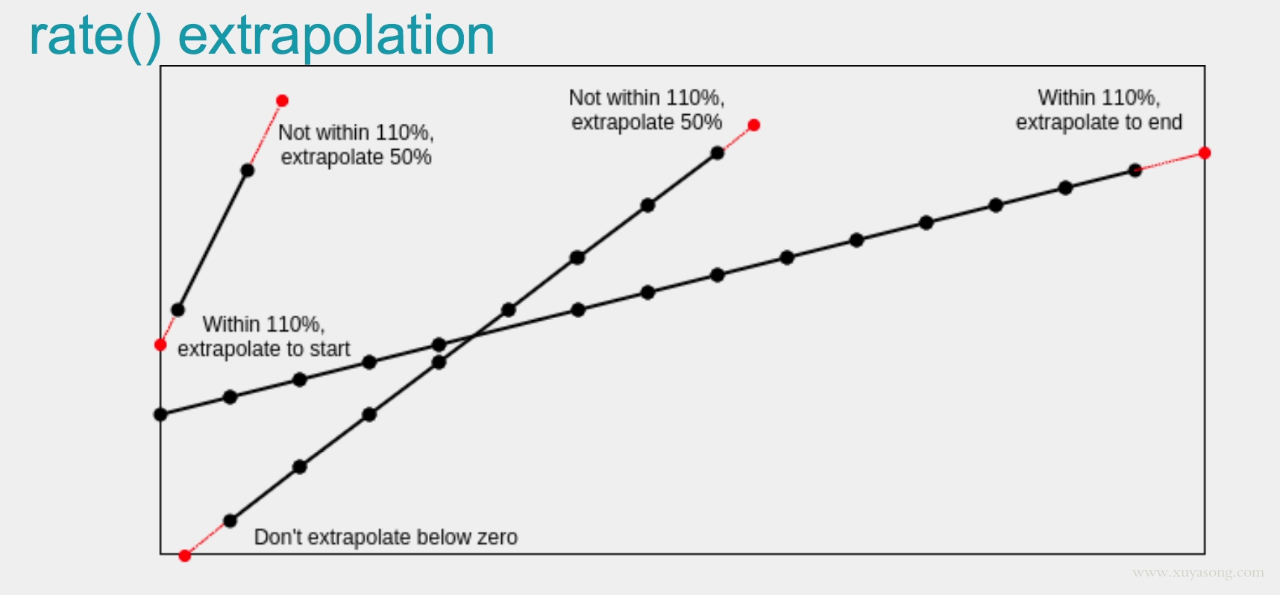 rate() extrapolation
Not within 110%,
extrapolate 50%
Not within 110%,
extrapolate 50%
Within 110%,
extrapolate to end
Within 110%,
extrapolate to start
Don't extrapolate below zero
www.xuyasong.com